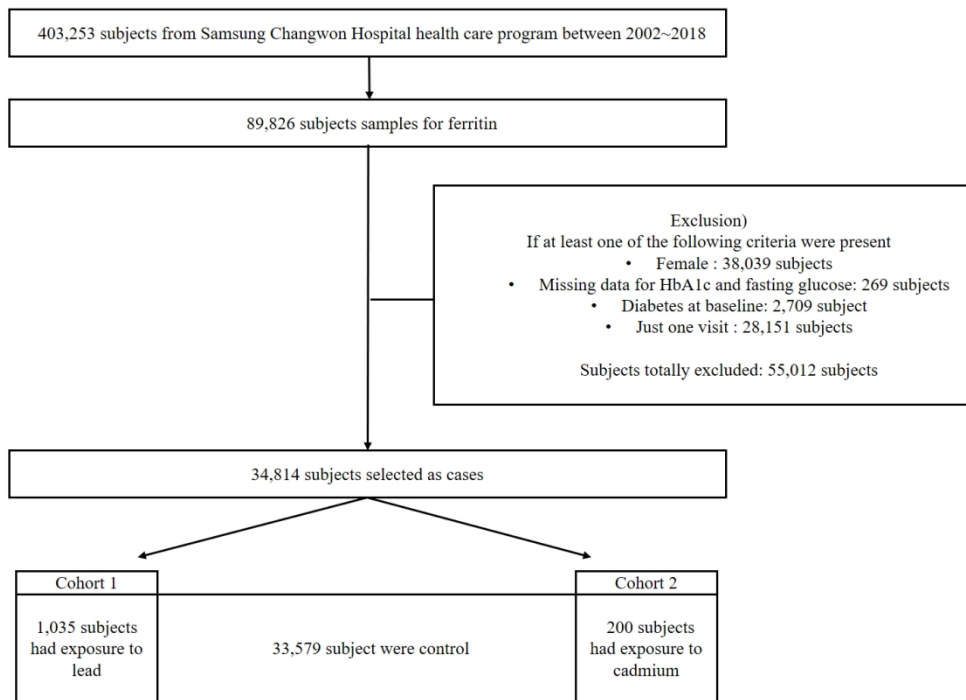 403,253 subjects from Samsung Changwon Hospital health care program between 2002~2018
89,826 subjects samples for ferritin
Exclusion)
If at least one of the following criteria were present
• Female : 38,039 subjects
• Missing data for HbA1c and fasting glucose: 269 subjects
• Diabetes at baseline: 2,709 subject
• Just one visit : 28,151 subjects
Subjects totally excluded: 55,012 subjects
34,814 subjects selected as cases
Cohort 1
1,035 subjects
had exposure to
lead
33,579 subject were control
Cohort 2
200 subjects
had exposure to
cadmium